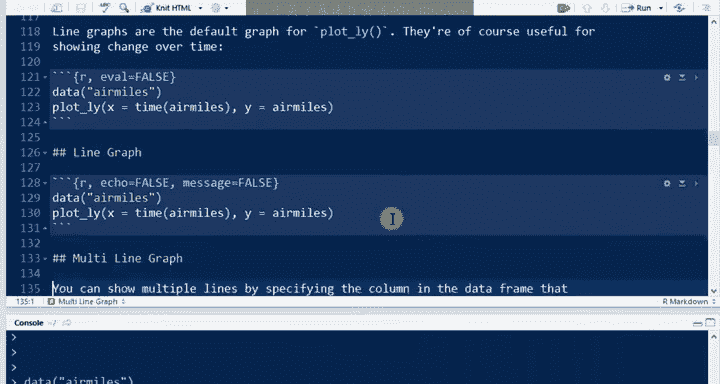 Knit HTML
Run
117
118 Line graphs are the default graph for `plot_ly()`. They're of course useful for
119 showing change over time:
120
121 ```{r, eval=FALSE}
122 data("airmiles")
123 plot_ly(x = time(airmiles), y = airmiles)
124 ```
125
126 ## Line Graph
127
128 ```{r, echo=FALSE, message=FALSE}
129 data("airmiles")
130 plot_ly(x = time(airmiles), y = airmiles)
131 ```
132
133 ## Multi Line Graph
134
135 You can show multiple lines by specifying the column in the data frame that
135:1 Multi Line Graph R Markdown
Console ~/
>
>
>
> data("airmiles")